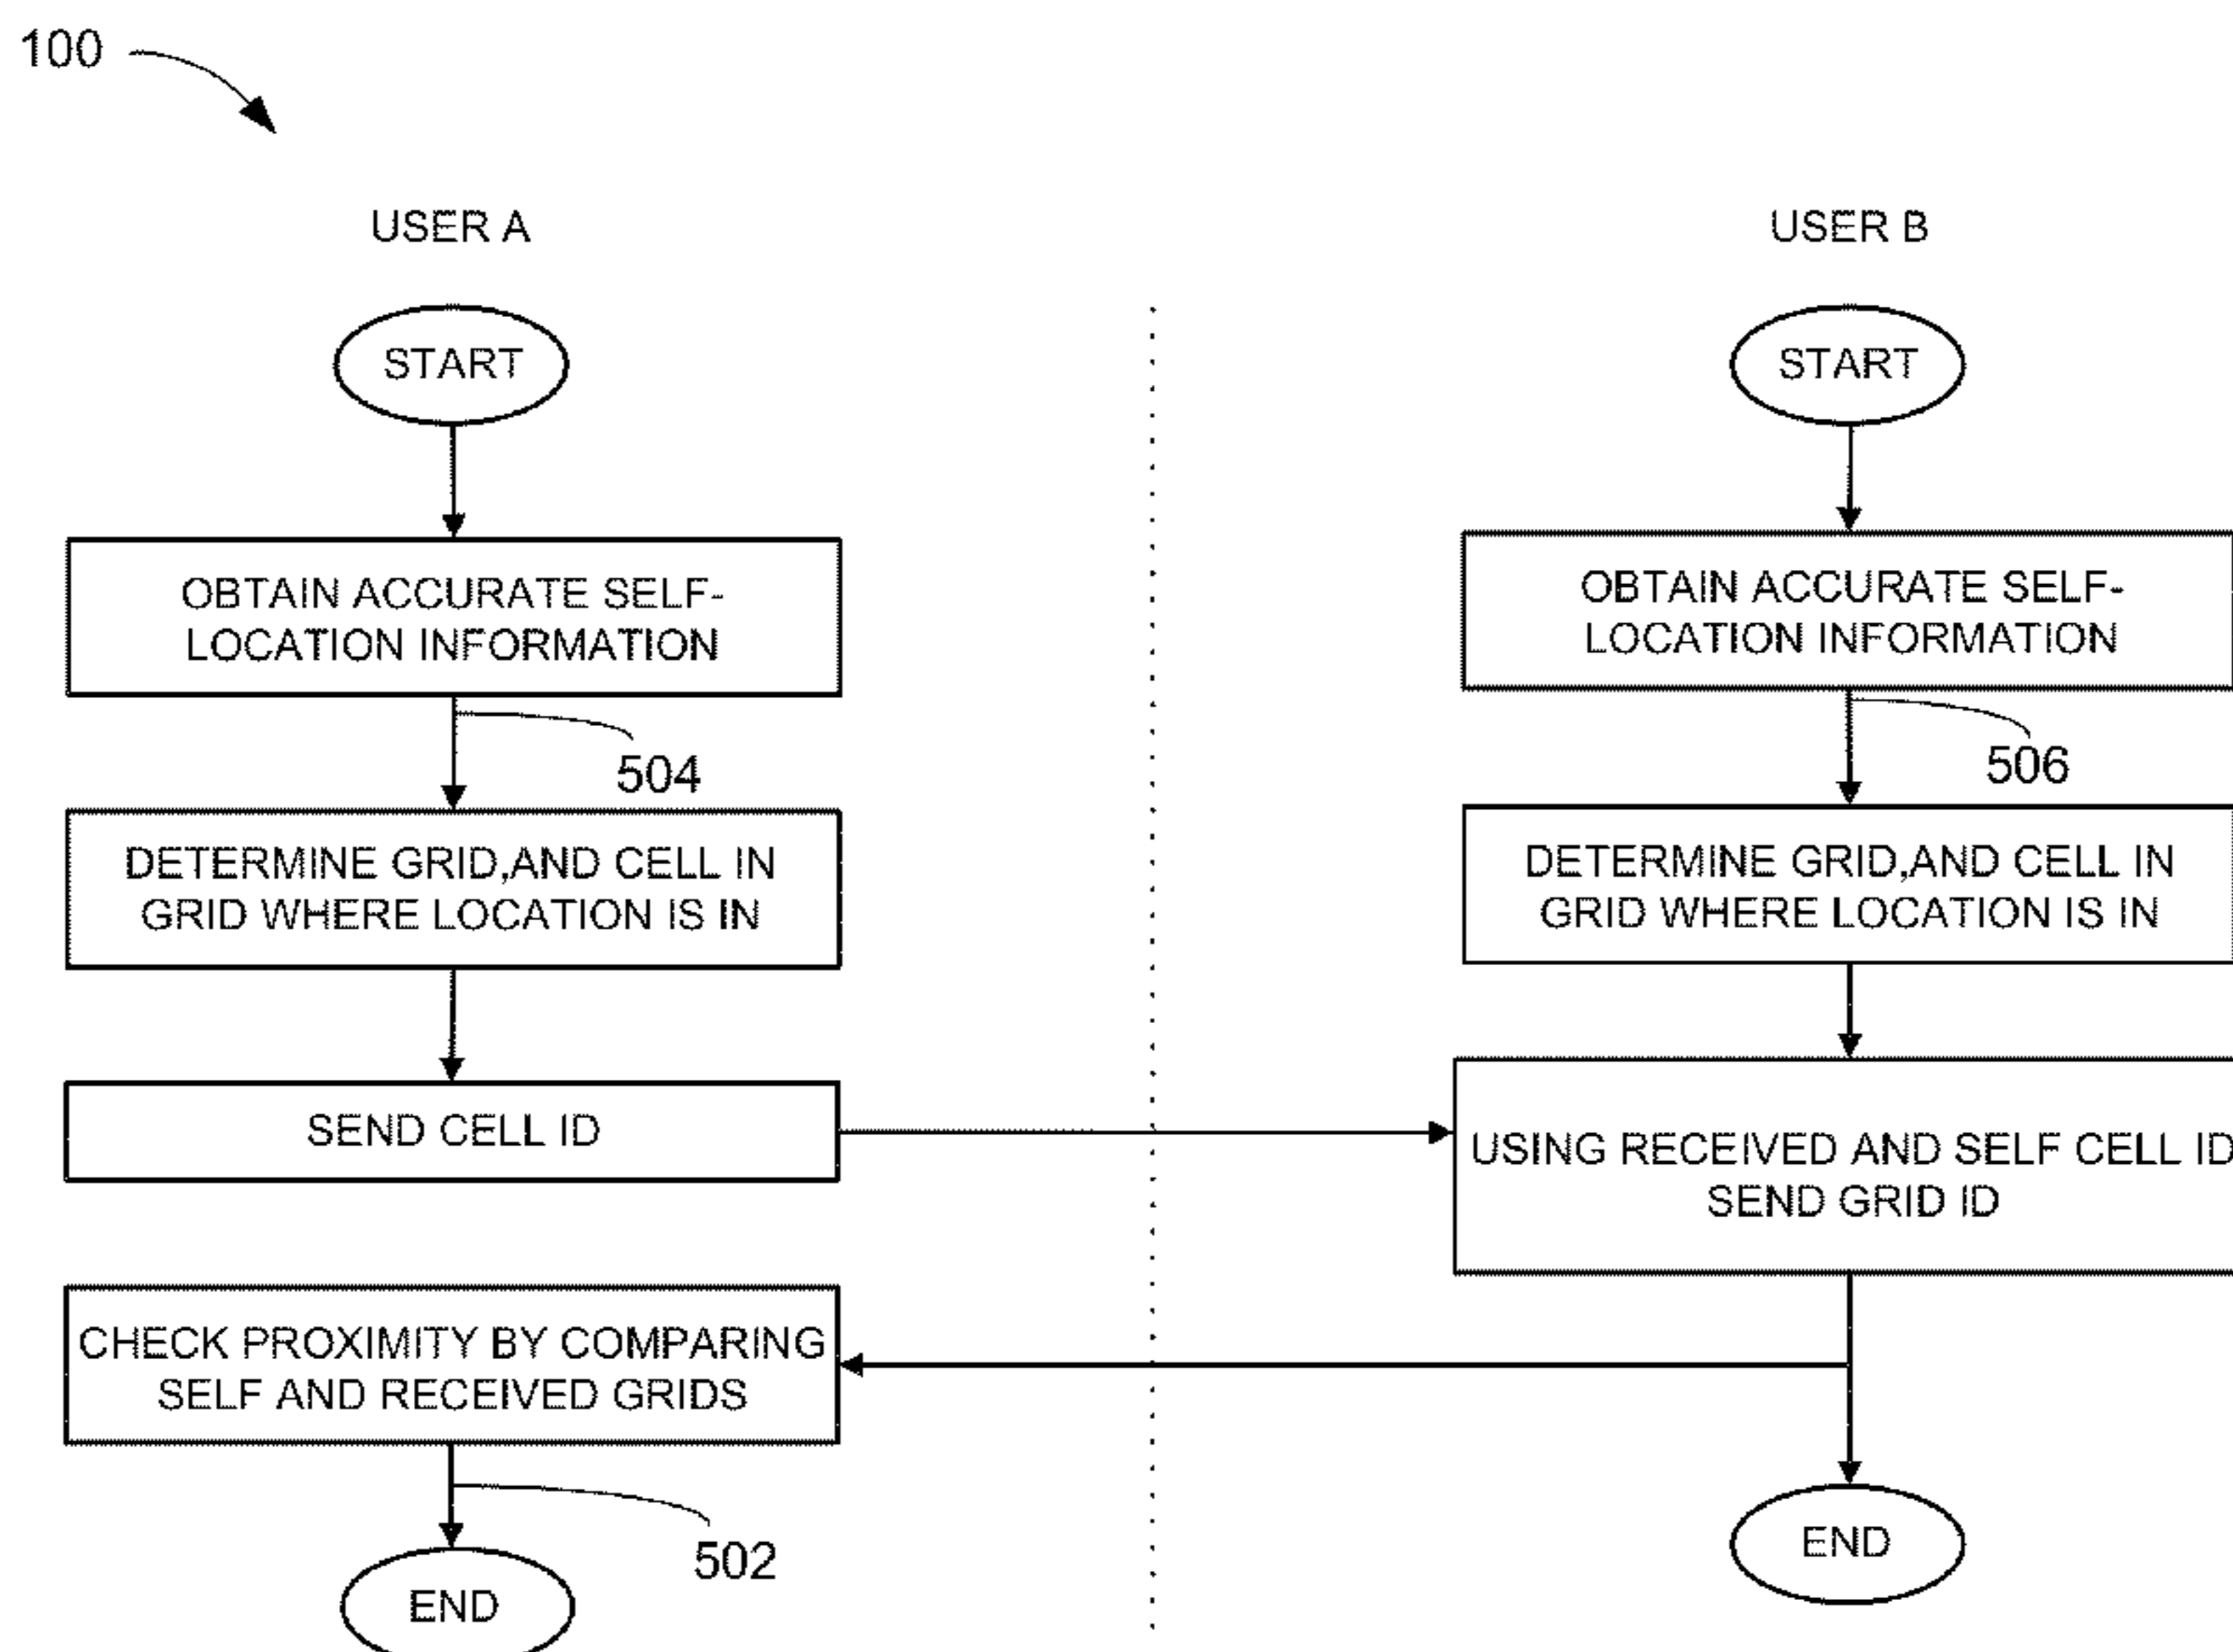 100
USER A
START
OBTAIN ACCURATE SELF-
LOCATION INFORMATION
504
DETERMINE GRID,AND CELL IN
GRID WHERE LOCATION IS IN
SEND CELL ID
CHECK PROXIMITY BY COMPARING
SELF AND RECEIVED GRIDS
502
END
USER B
START
OBTAIN ACCURATE SELF-
LOCATION INFORMATION
506
DETERMINE GRID,AND CELL IN
GRID WHERE LOCATION IS IN
USING RECEIVED AND SELF CELL ID
SEND GRID ID
END